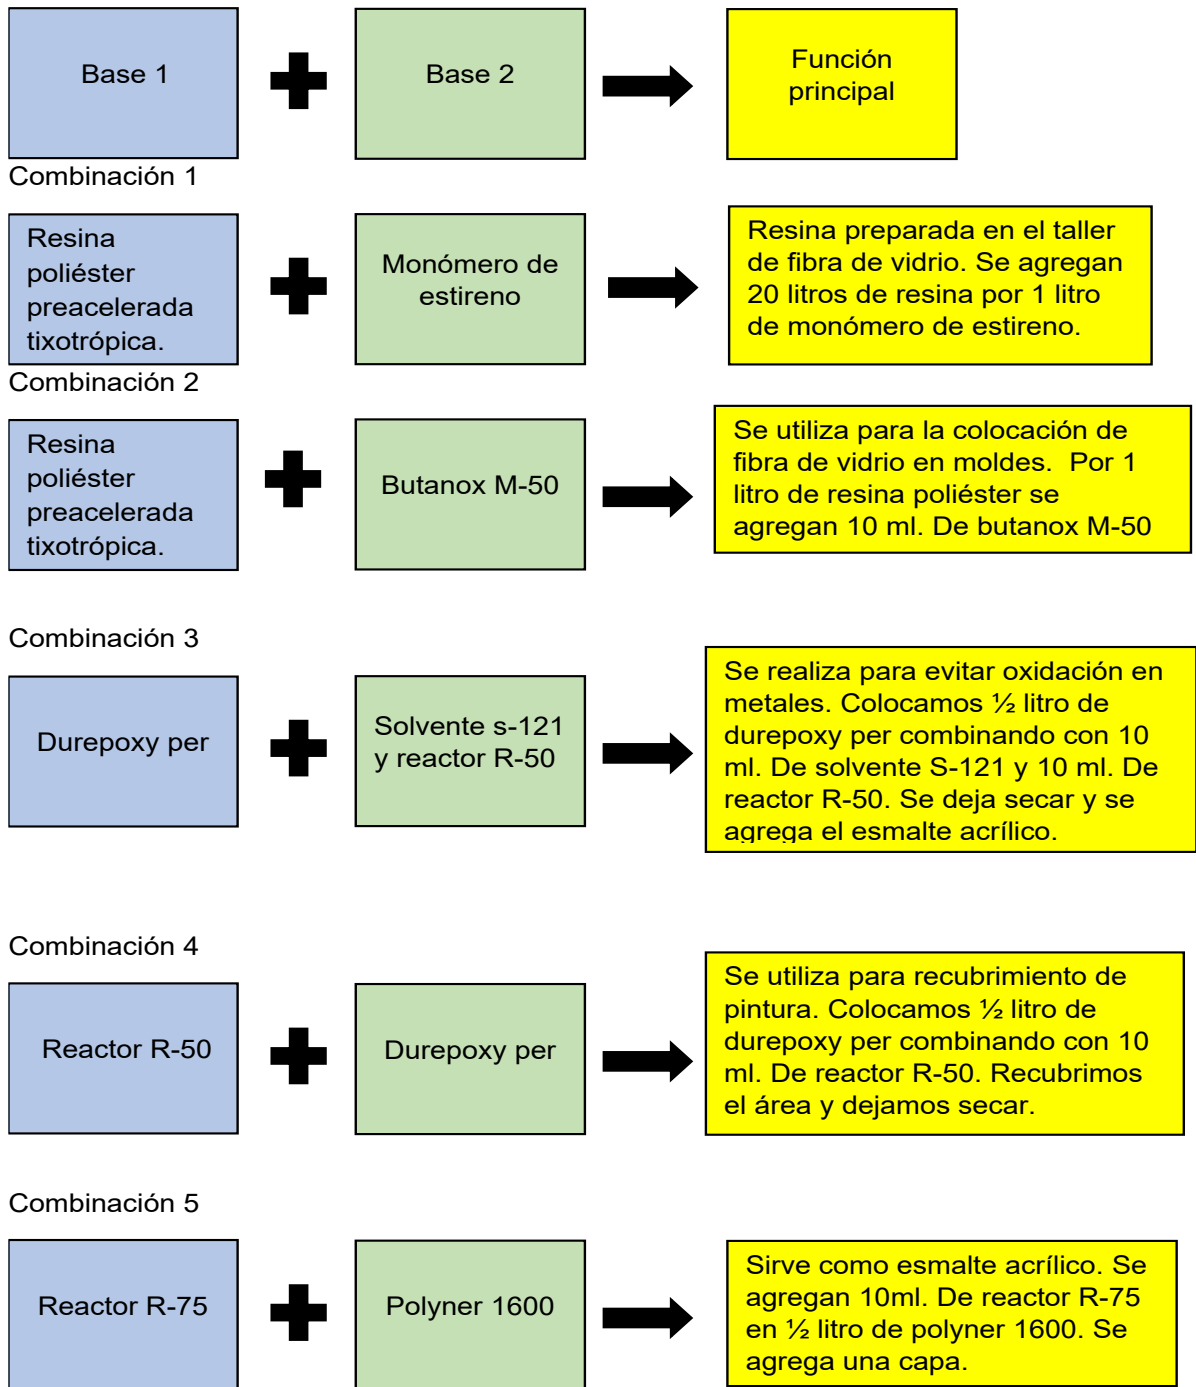 Base 1
Base 2
Función
principal
Combinación 1
Resina
poliéster
preacelerada
tixotrópica.
Monómero de
estireno
Resina preparada en el taller
de fibra de vidrio. Se agregan
20 litros de resina por 1 litro
de monómero de estireno.
Combinación 2
Resina
poliéster
preacelerada
tixotrópica.
Butanox M-50
Se utiliza para la colocación de
fibra de vidrio en moldes.  Por 1
litro de resina poliéster se
agregan 10 ml. De butanox M-50
Combinación 3
Durepoxy per
Solvente s-121
y reactor R-50
Se realiza para evitar oxidación en
metales. Colocamos ½ litro de
durepoxy per combinando con 10
ml. De solvente S-121 y 10 ml. De
reactor R-50. Se deja secar y se
agrega el esmalte acrílico.
Combinación 4
Reactor R-50
Durepoxy per
Se utiliza para recubrimiento de
pintura. Colocamos ½ litro de
durepoxy per combinando con 10
ml. De reactor R-50. Recubrimos
el área y dejamos secar.
Combinación 5
Reactor R-75
Polyner 1600
Sirve como esmalte acrílico. Se
agregan 10ml. De reactor R-75
en ½ litro de polyner 1600. Se
agrega una capa.